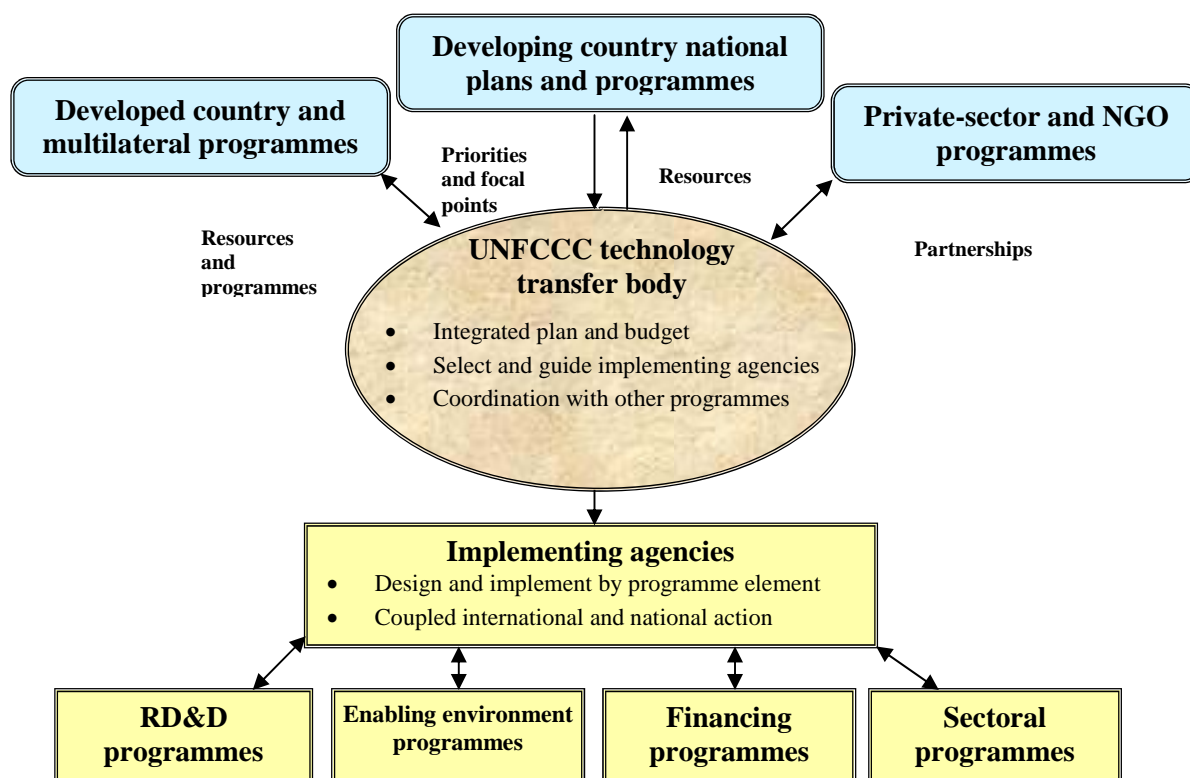 Developing country national
plans and programmes
Developed country and
multilateral programmes
Private-sector and NGO
programmes
Priorities
and focal
points
Resources
Resources
and
programmes
Partnerships
UNFCCC technology
transfer body
• Integrated plan and budget
• Select and guide implementing agencies
• Coordination with other programmes
Implementing agencies
• Design and implement by programme element
• Coupled international and national action
RD&D
programmes
Enabling environment
programmes
Financing
programmes
Sectoral
programmes